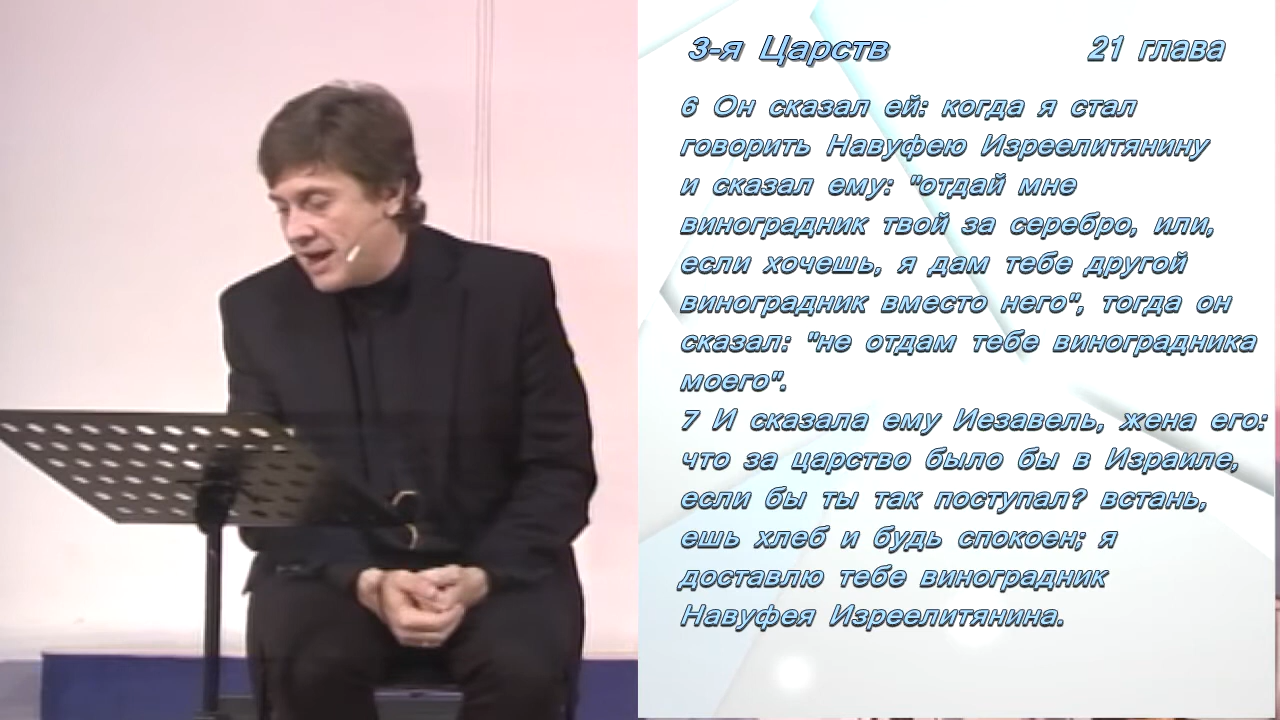 3-я Царств 21 глава
6 Он сказал ей: когда я стал
говорить Навуфею Изреелитянину
и сказал ему: "отдай мне
виноградник твой за серебро, или,
если хочешь, я дам тебе другой
виноградник вместо него", тогда он
сказал: "не отдам тебе виноградника
моего".
7 И сказала ему Иезавель, жена его:
что за царство было бы в Израиле,
если бы ты так поступал? встань,
ешь хлеб и будь спокоен; я
доставлю тебе виноградник
Навуфея Изреелитянина.